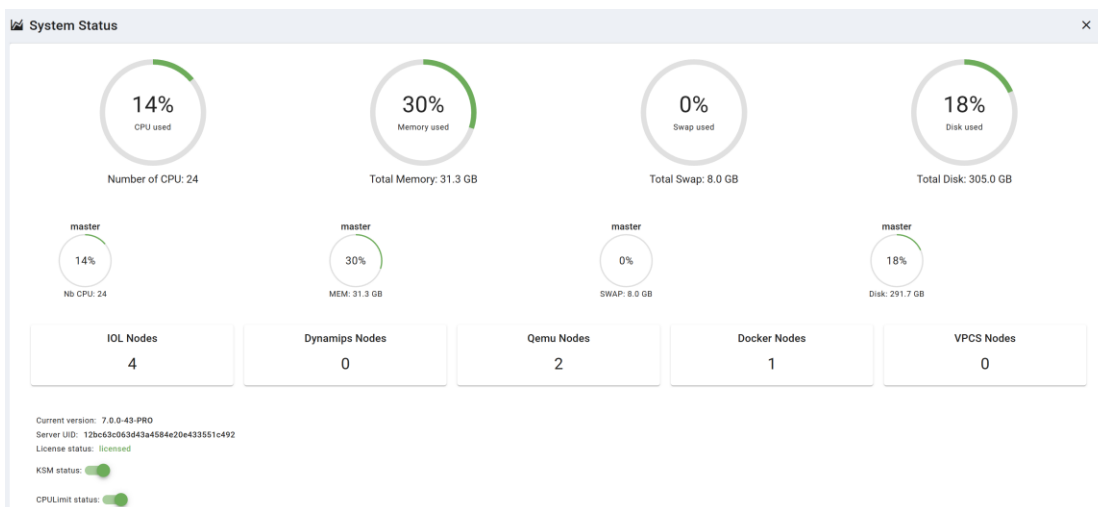 System Status
14%
CPU used
Number of CPU: 24
30%
Memory used
Total Memory: 31.3 GB
0%
Swap used
Total Swap: 8.0 GB
18%
Disk used
Total Disk: 305.0 GB
master
14%
Nb CPU: 24
master
30%
MEM: 31.3 GB
master
0%
SWAP: 8.0 GB
master
18%
Disk: 291.7 GB
IOL Nodes
4
Dynamips Nodes
0
Qemu Nodes
2
Docker Nodes
1
VPCS Nodes
0
Current version: 7.0.0-43-PRO
Server UID: 12bc63c063d43a4584e20e433551c492
License status: licensed
KSM status:
CPULimit status: